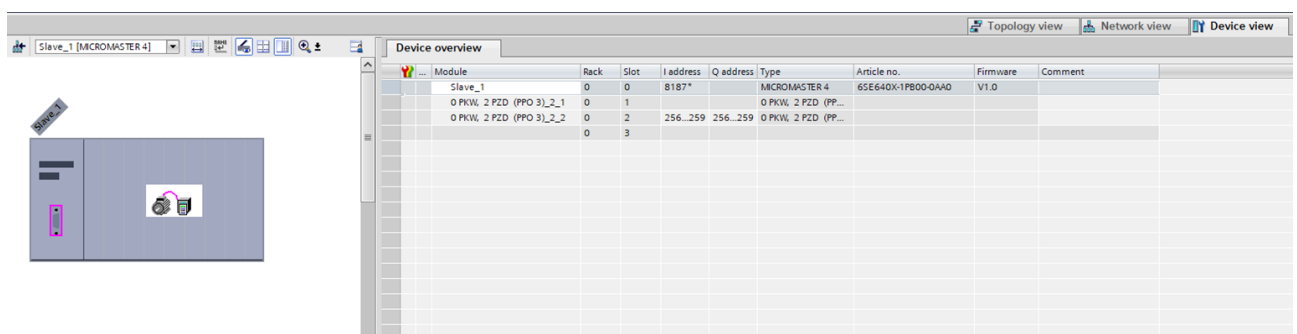 Topology view Network view Device view
Slave_1 [MICROMASTER 4] Device overview
... Module Rack Slot I address Q address Type Article no. Firmware Comment
Slave_1 0 0 8187* MICROMASTER 4 6SE640X-1PB00-0AA0 V1.0
0 PKW, 2 PZD (PPO 3)_2_1 0 1 0 PKW, 2 PZD (PP...
0 PKW, 2 PZD (PPO 3)_2_2 0 2 256...259 256...259 0 PKW, 2 PZD (PP...
0 3
Slave_1